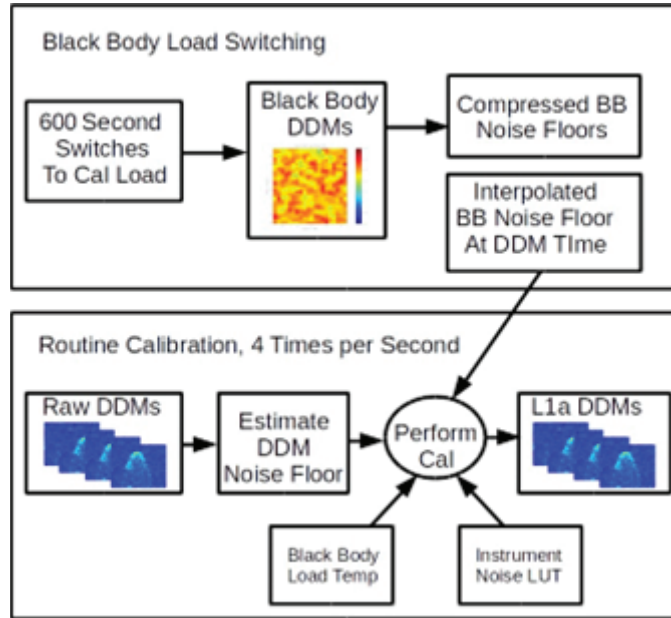 Black Body Load Switching
600 Second
Switches
To Cal Load
Black Body
DDMs
Compressed BB
Noise Floors
Interpolated
BB Noise Floor
At DDM TIme
Routine Calibration, 4 Times per Second
Raw DDMs
Estimate
DDM
Noise Floor
Perform
Cal
L1a DDMs
Black Body
Load Temp
Instrument
Noise LUT